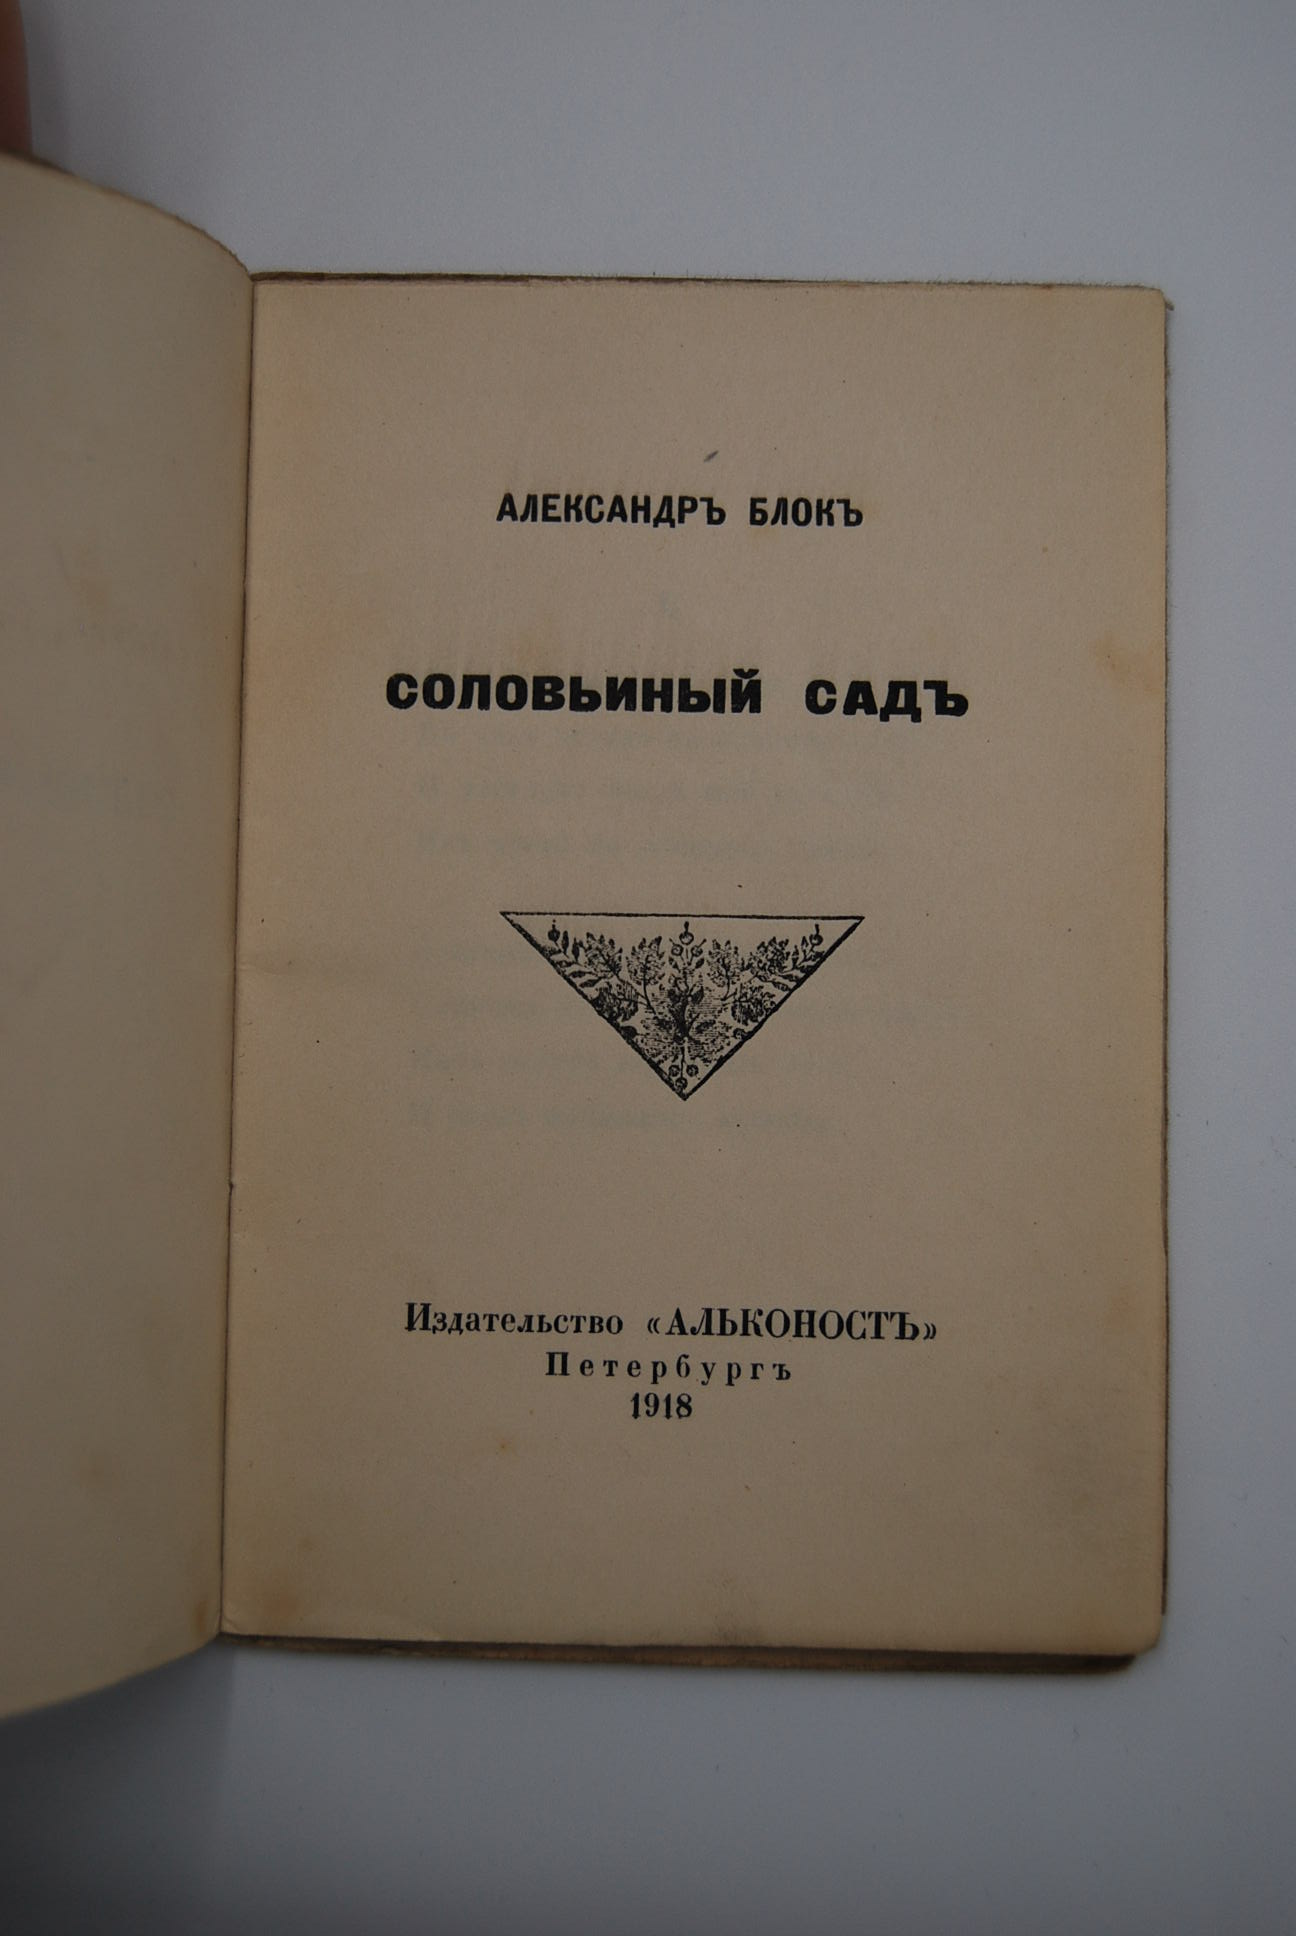 АЛЕКСАНДРЪ БЛОКЪ
СОЛОВЬИНЫЙ САДЪ
Издательство «АЛЬКОНОСТЪ»
Петербургъ
1918